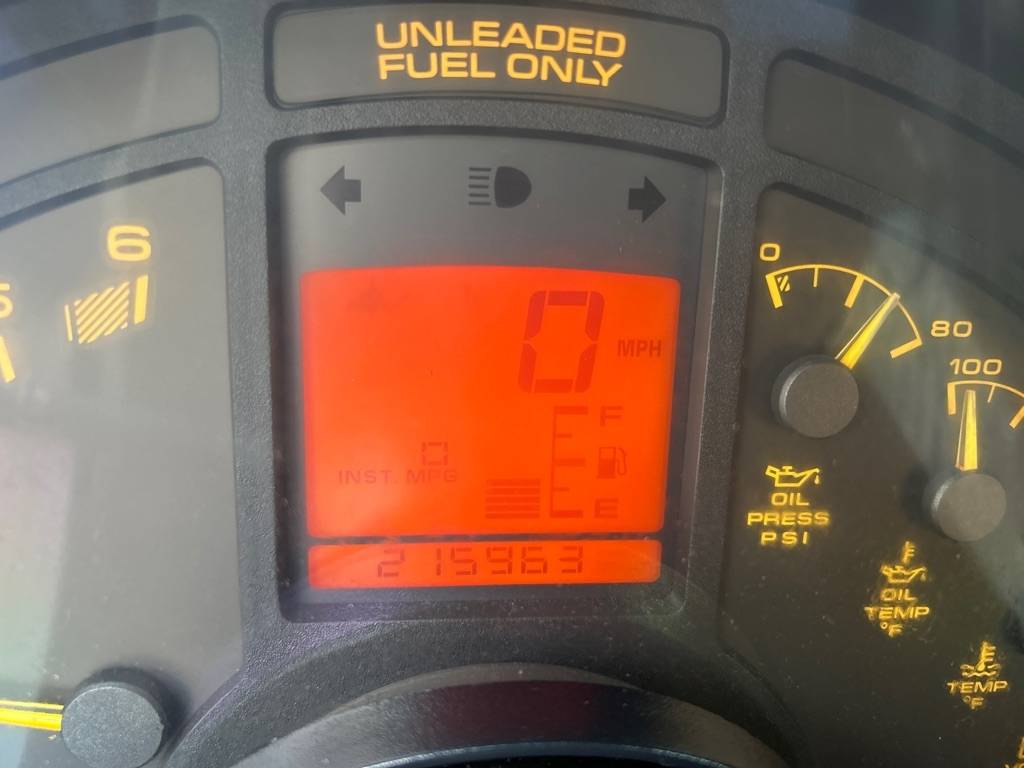 UNLEADED
FUEL ONLY
6
5
0
80
100
0 MPH
F
0
INST. MPG
E
215963
OIL
PRESS
PSI
OIL
TEMP
°F
TEMP
°F